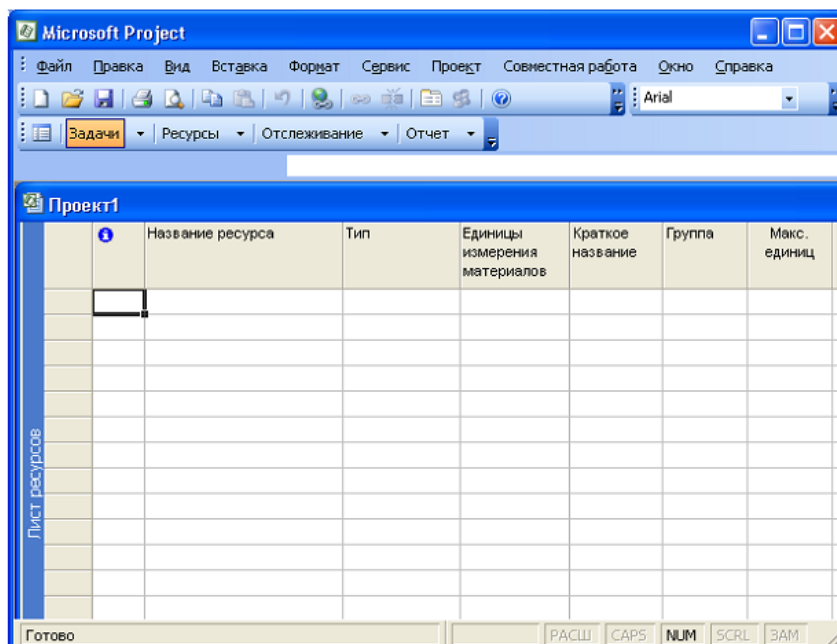 Microsoft Project
Файл Правка Вид Вставка Формат Сервис Проект Совместная работа Окно Справка
Arial
Задачи Ресурсы Отслеживание Отчет
Проект1
Название ресурса Тип Единицы измерения материалов Краткое название Группа Макс. единиц
Лист ресурсов
Готово РАСШ CAPS NUM SCRL ЗАМ